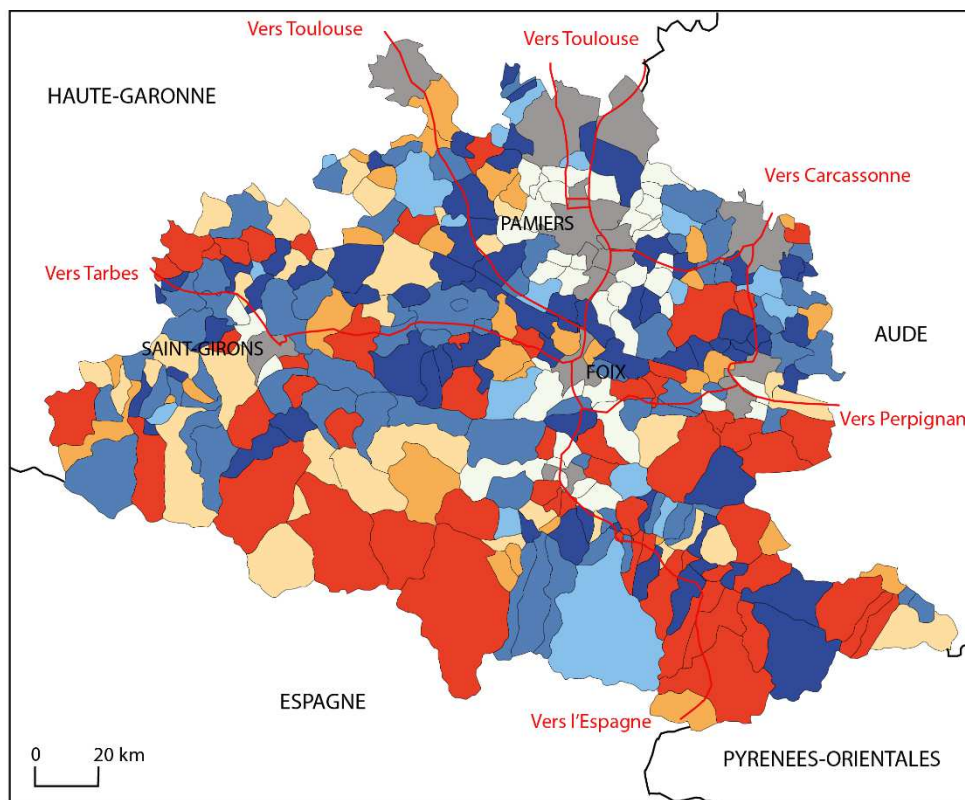 Vers Toulouse
Vers Toulouse
HAUTE-GARONNE
Vers Carcassonne
PAMIERS
Vers Tarbes
AUDE
SAINT-GIRONS
FOIX
Vers Perpignan
ESPAGNE
Vers l'Espagne
0 20 km
PYRENEES-ORIENTALES